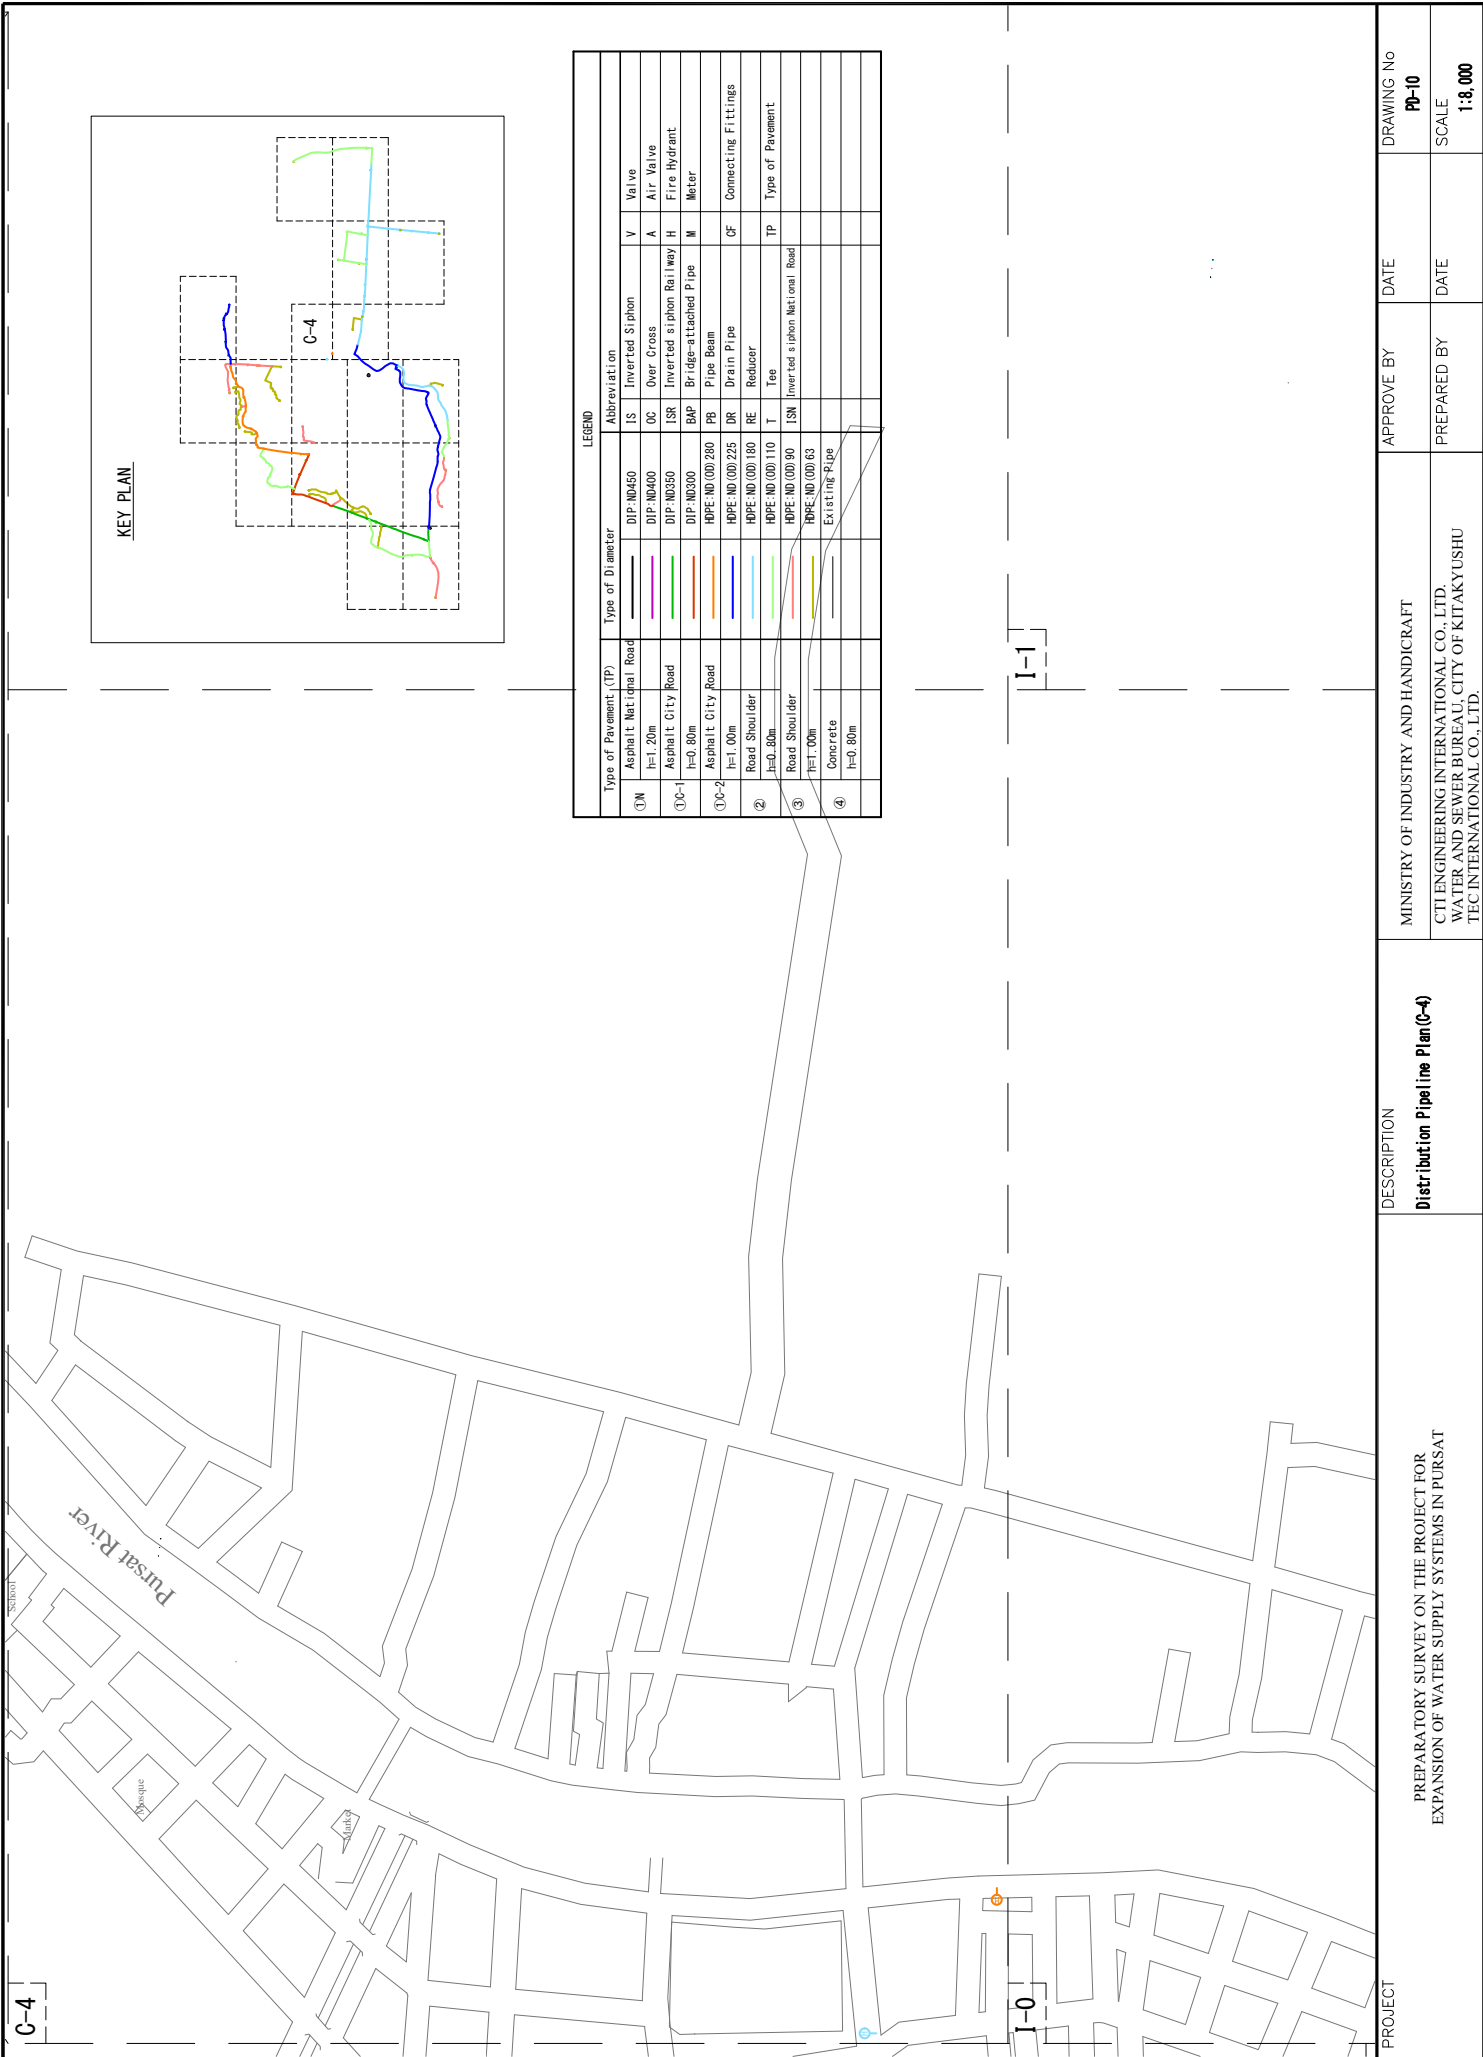 C-4
School
Pursat River
Mosque
Market
I-0
I-1
KEY PLAN
C-4
LEGEND
Type of Pavement (TP)
Type of Diameter
Abbreviation
①N
Asphalt National Road
h=1.20m
①C-1
Asphalt City Road
h=0.80m
①C-2
Asphalt City Road
h=1.00m
②
Road Shoulder
h=0.80m
③
Road Shoulder
h=1.00m
④
Concrete
h=0.80m
DIP:ND450
DIP:ND400
DIP:ND350
DIP:ND300
HDPE:ND(OD)280
HDPE:ND(OD)225
HDPE:ND(OD)180
HDPE:ND(OD)110
HDPE:ND(OD)90
HDPE:ND(OD)63
Existing Pipe
IS Inverted Siphon
OC Over Cross
ISR Inverted siphon Railway
BAP Bridge-attached Pipe
PB Pipe Beam
DR Drain Pipe
RE Reducer
T Tee
ISN Inverted siphon National Road
V Valve
A Air Valve
H Fire Hydrant
M Meter
CF Connecting Fittings
TP Type of Pavement
PROJECT
PREPARATORY SURVEY ON THE PROJECT FOR
EXPANSION OF WATER SUPPLY SYSTEMS IN PURSAT
DESCRIPTION
Distribution Pipeline Plan(C-4)
MINISTRY OF INDUSTRY AND HANDICRAFT
CTI ENGINEERING INTERNATIONAL CO., LTD.
WATER AND SEWER BUREAU, CITY OF KITAKYUSHU
TEC INTERNATIONAL CO., LTD.
APPROVE BY
DATE
PREPARED BY
DATE
DRAWING No
PD-10
SCALE
1:8,000